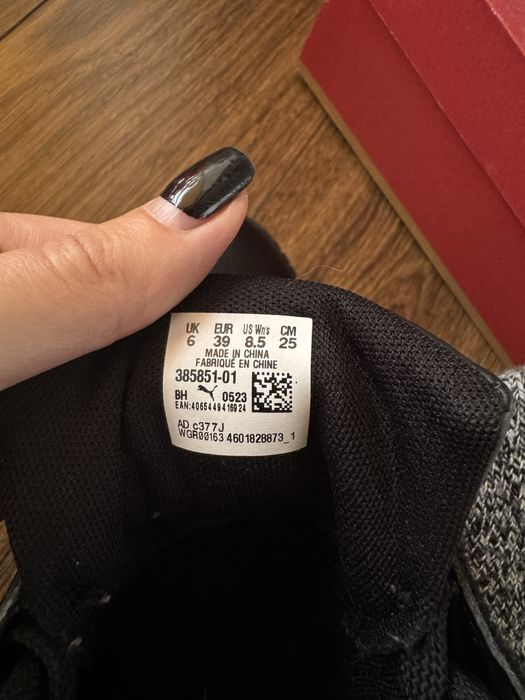 UK EUR US Wn's CM
6 39 8.5 25
MADE IN CHINA
FABRIQUÉ EN CHINE
385851-01
BH 0523
EAN:4065449416924
AD c377J
WGR00163 4601828873_1